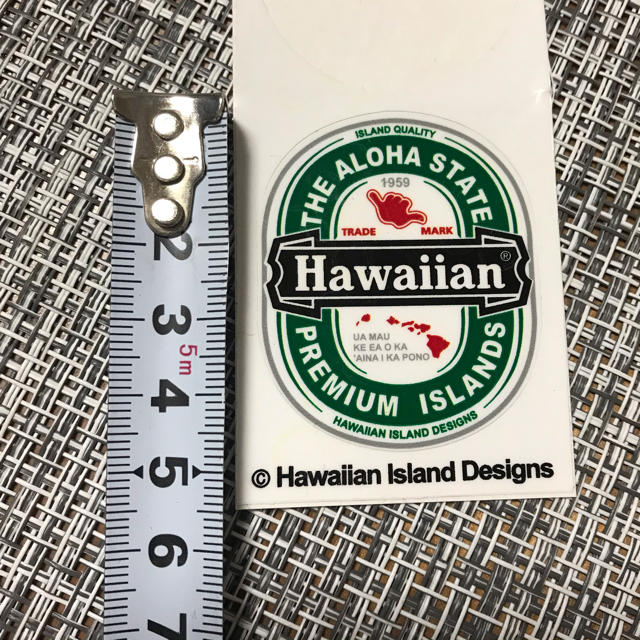 ISLAND QUALITY
THE ALOHA STATE
1959
TRADE MARK
Hawaiian®
UA MAU
KE EA O KA
'AINA I KA PONO
PREMIUM ISLANDS
HAWAIIAN ISLAND DESIGNS
© Hawaiian Island Designs
1
2
3
5m
4
5
6
7